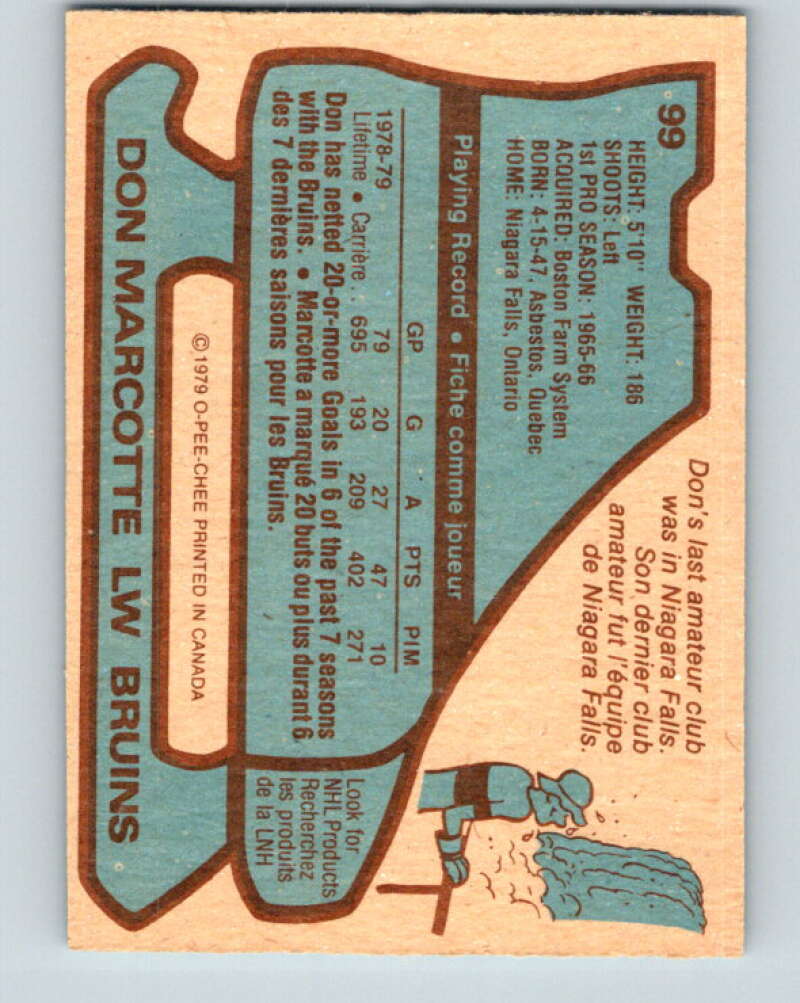 99
HEIGHT: 5'10" WEIGHT: 186
SHOOTS: Left
1st PRO SEASON: 1965-66
ACQUIRED: Boston Farm System
BORN: 4-15-47, Asbestos, Quebec
HOME: Niagara Falls, Ontario
Don's last amateur club
was in Niagara Falls.
Son dernier club
amateur fut l'équipe
de Niagara Falls.
Playing Record • Fiche comme joueur
GP G A PTS PIM
1978-79 79 20 27 47 10
Lifetime • Carrière . 695 193 209 402 271
Don has netted 20-or-more Goals in 6 of the past 7 seasons
with the Bruins. • Marcotte a marqué 20 buts ou plus durant 6
des 7 dernières saisons pour les Bruins.
Look for
NHL Products
Recherchez
les produits
de la LNH
©1979 O-PEE-CHEE PRINTED IN CANADA
DON MARCOTTE LW BRUINS